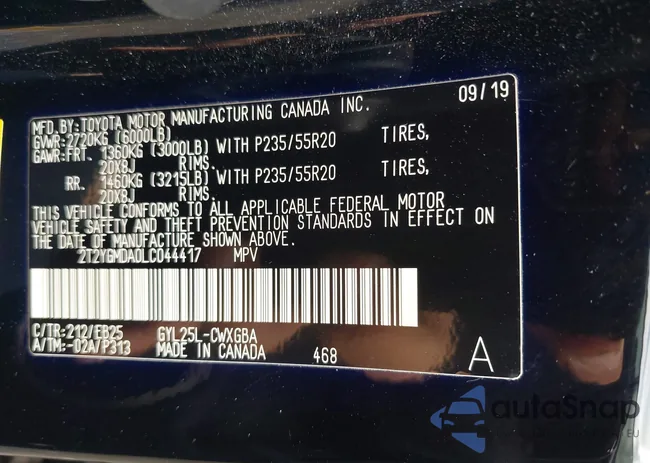 MFD.BY:TOYOTA MOTOR MANUFACTURING CANADA INC. 09/19
GVWR:2720KG (6000LB)
GAWR:FRT. 1360KG (3000LB) WITH P235/55R20 TIRES,
20X8J RIMS.
RR. 1460KG (3215LB) WITH P235/55R20 TIRES,
20X8J RIMS.
THIS VEHICLE CONFORMS TO ALL APPLICABLE FEDERAL MOTOR
VEHICLE SAFETY AND THEFT PREVENTION STANDARDS IN EFFECT ON
THE DATE OF MANUFACTURE SHOWN ABOVE.
2T2YGMDA0LC044417 MPV
C/TR:212/EB25 GYL25L-CWXGBA
A/TM:-02A/P313 MADE IN CANADA 468 A
autoSnap
EU